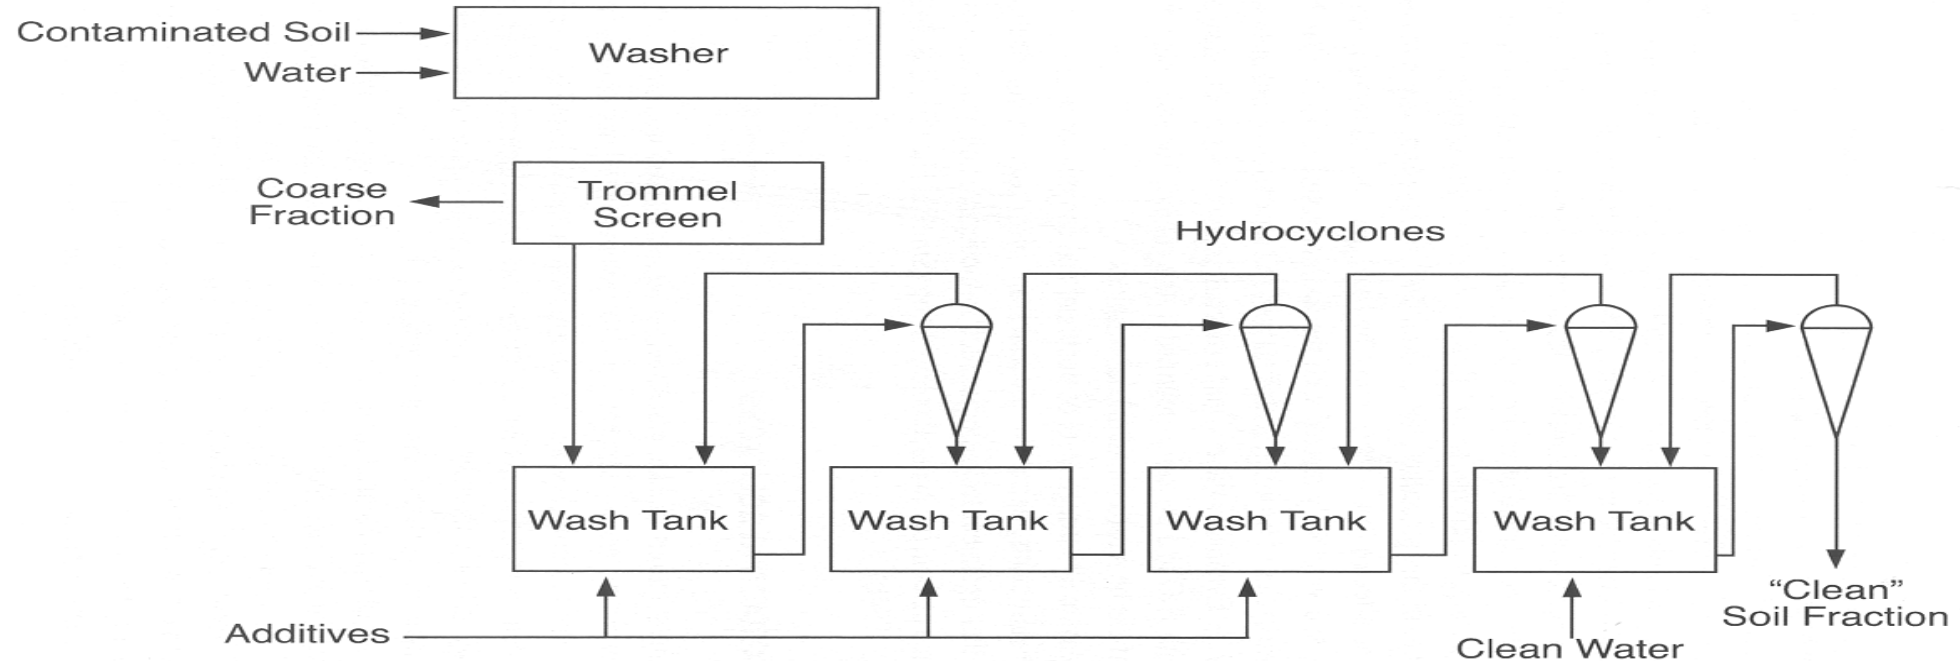 Contaminated Soil
Water
Washer
Coarse
Fraction
Trommel
Screen
Hydrocyclones
Wash Tank
Wash Tank
Wash Tank
Wash Tank
Additives
Clean Water
“Clean”
Soil Fraction